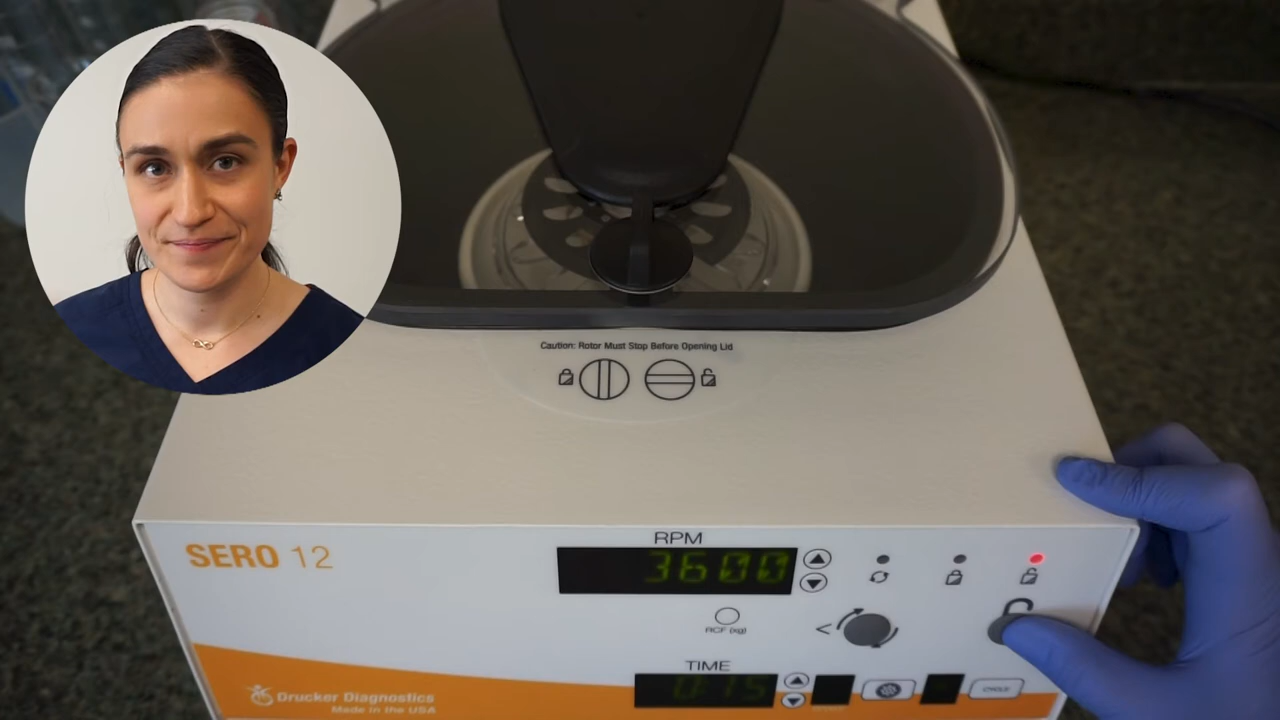 Caution: Rotor Must Stop Before Opening Lid
SERO 12
RPM
3600
RCF (xg)
<
TIME
0:15
Drucker Diagnostics
Made in the USA
CYCLE